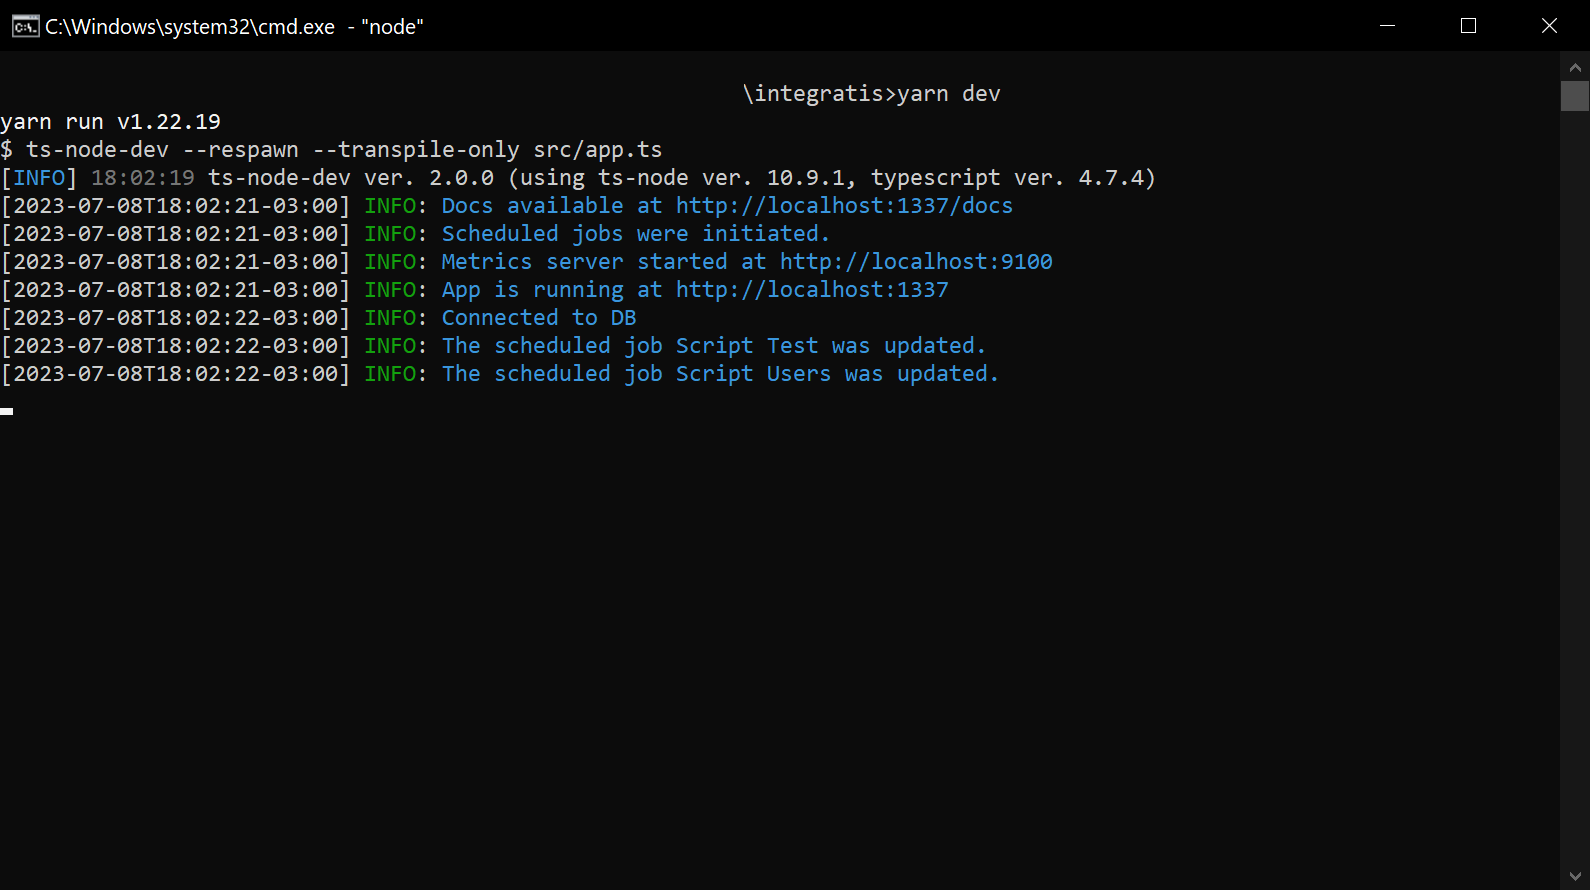 C:\Windows\system32\cmd.exe - "node"
\integratis>yarn dev
yarn run v1.22.19
$ ts-node-dev --respawn --transpile-only src/app.ts
[INFO] 18:02:19 ts-node-dev ver. 2.0.0 (using ts-node ver. 10.9.1, typescript ver. 4.7.4)
[2023-07-08T18:02:21-03:00] INFO: Docs available at http://localhost:1337/docs
[2023-07-08T18:02:21-03:00] INFO: Scheduled jobs were initiated.
[2023-07-08T18:02:21-03:00] INFO: Metrics server started at http://localhost:9100
[2023-07-08T18:02:21-03:00] INFO: App is running at http://localhost:1337
[2023-07-08T18:02:22-03:00] INFO: Connected to DB
[2023-07-08T18:02:22-03:00] INFO: The scheduled job Script Test was updated.
[2023-07-08T18:02:22-03:00] INFO: The scheduled job Script Users was updated.